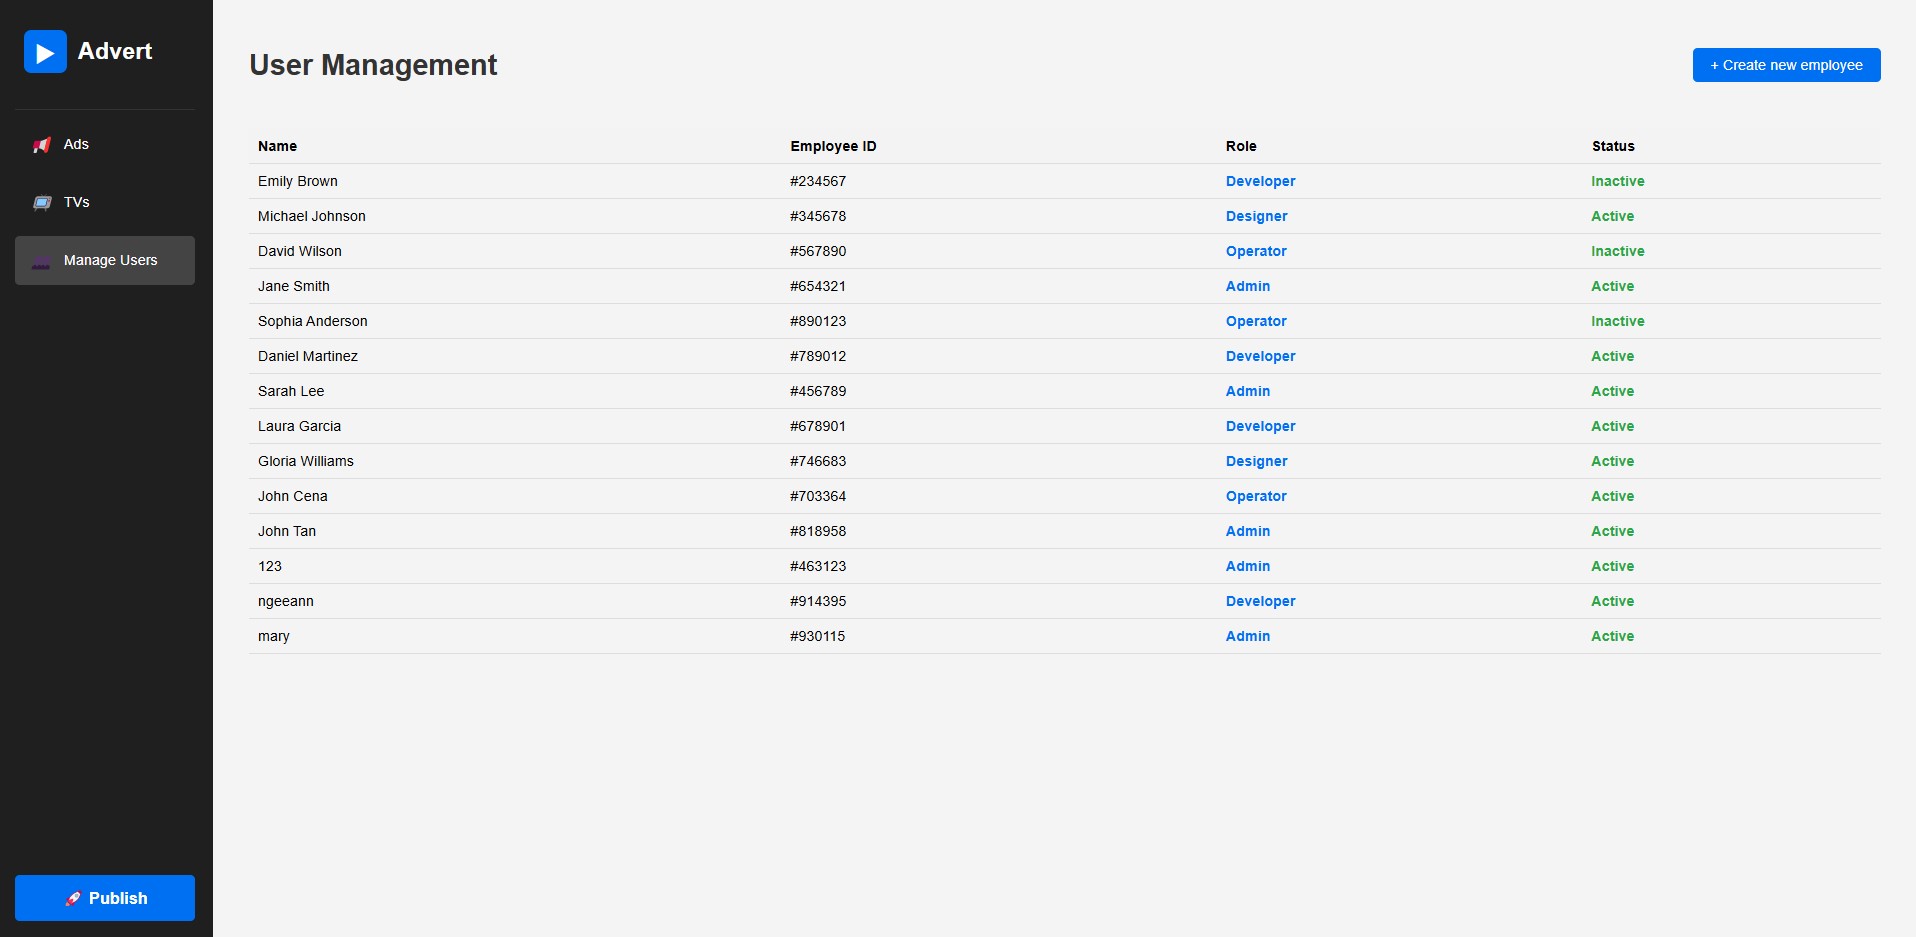 Advert
Ads
TVs
Manage Users
Publish
User Management
+ Create new employee
Name Employee ID Role Status
Emily Brown #234567 Developer Inactive
Michael Johnson #345678 Designer Active
David Wilson #567890 Operator Inactive
Jane Smith #654321 Admin Active
Sophia Anderson #890123 Operator Inactive
Daniel Martinez #789012 Developer Active
Sarah Lee #456789 Admin Active
Laura Garcia #678901 Developer Active
Gloria Williams #746683 Designer Active
John Cena #703364 Operator Active
John Tan #818958 Admin Active
123 #463123 Admin Active
ngeeann #914395 Developer Active
mary #930115 Admin Active